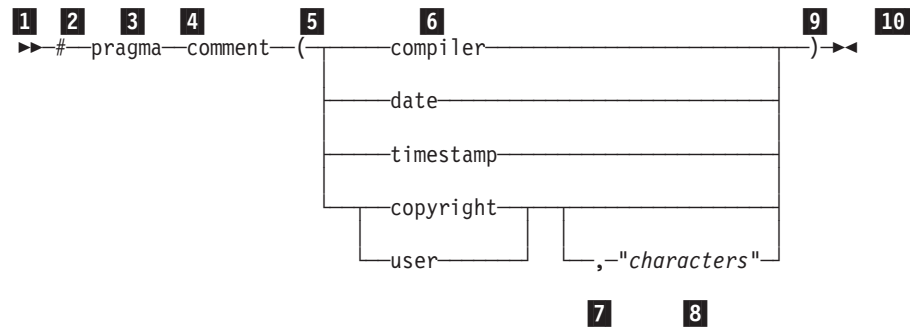 1 2 3 4 5 6 9 10
# pragma comment ( compiler )
date
timestamp
copyright
user , "characters"
7 8